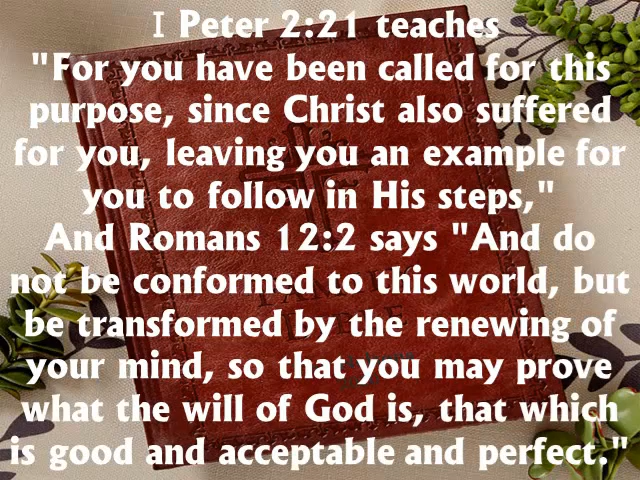 I Peter 2:21 teaches
"For you have been called for this
purpose, since Christ also suffered
for you, leaving you an example for
you to follow in His steps,"
And Romans 12:2 says "And do
not be conformed to this world, but
be transformed by the renewing of
your mind, so that you may prove
what the will of God is, that which
is good and acceptable and perfect."